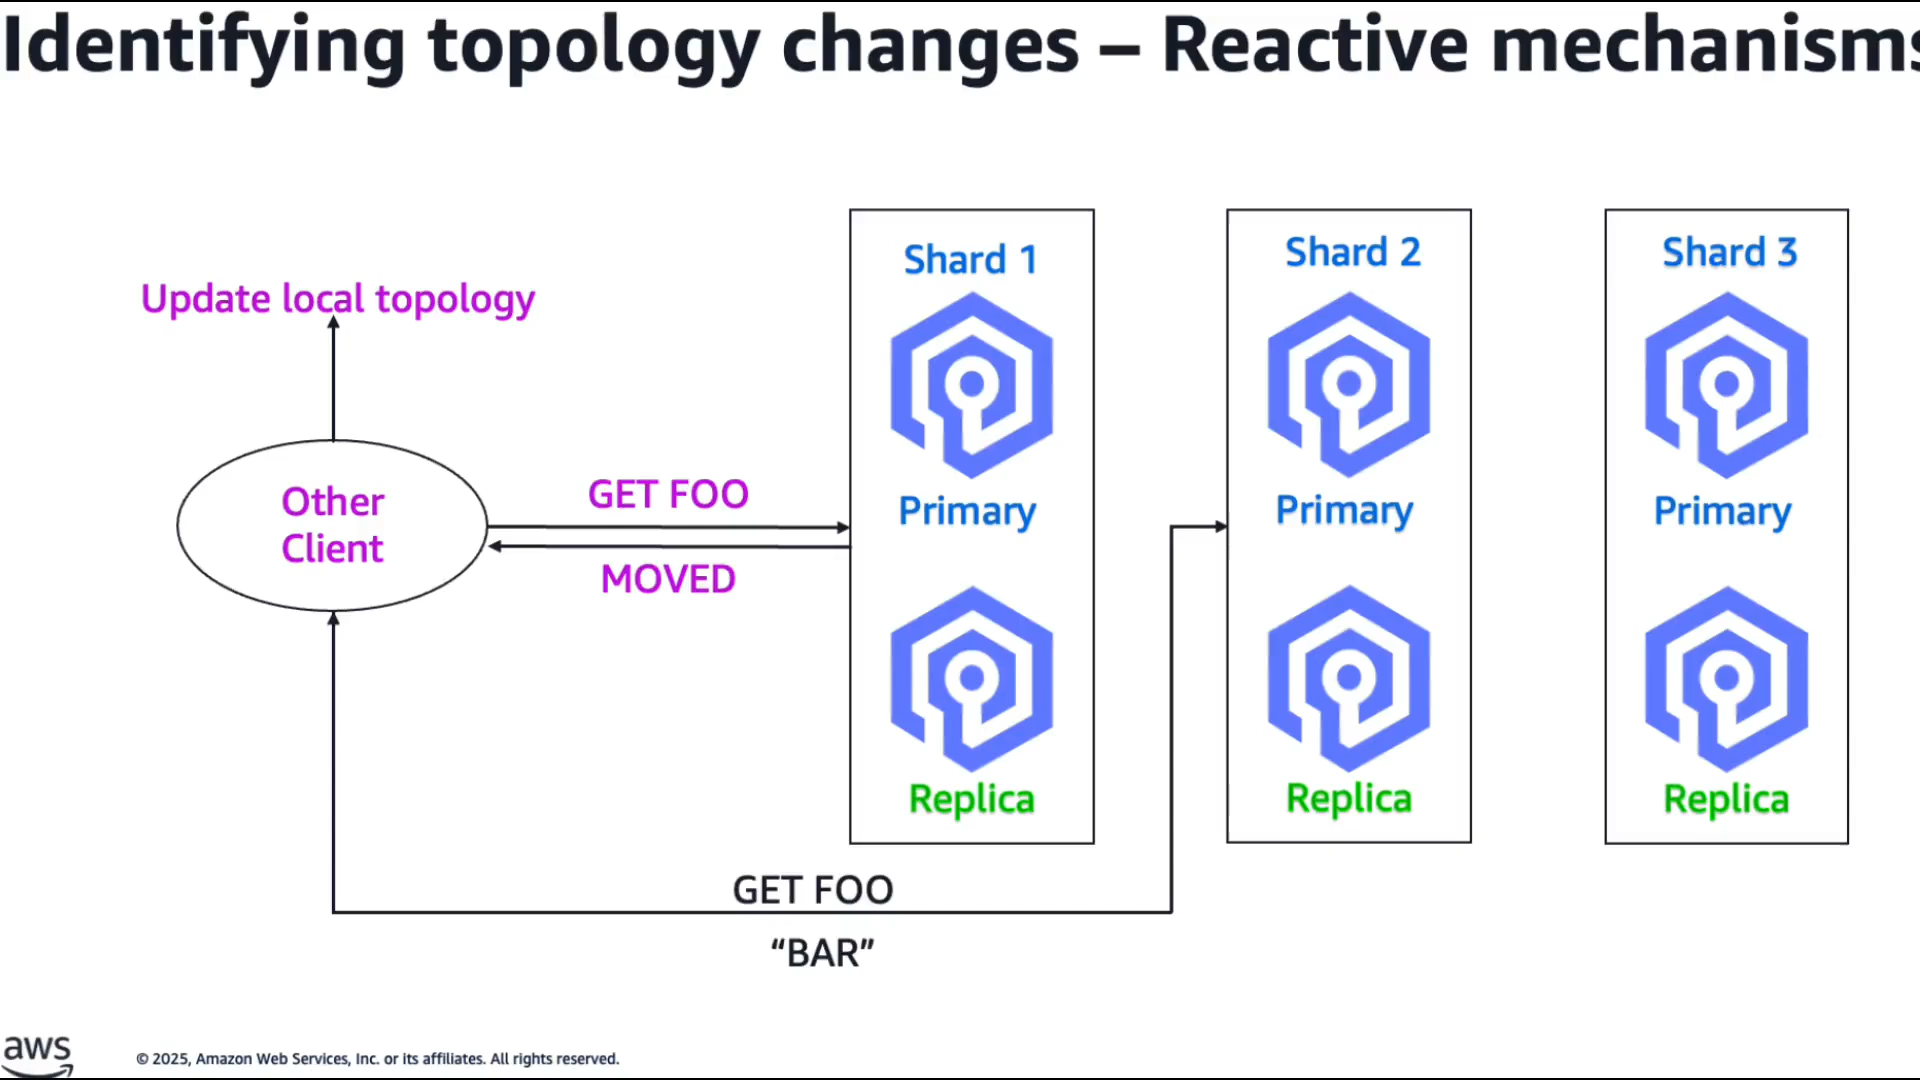 Identifying topology changes – Reactive mechanisms
Update local topology
Other
Client
GET FOO
MOVED
Shard 1
Primary
Replica
Shard 2
Primary
Replica
Shard 3
Primary
Replica
GET FOO
“BAR”
aws
© 2025, Amazon Web Services, Inc. or its affiliates. All rights reserved.